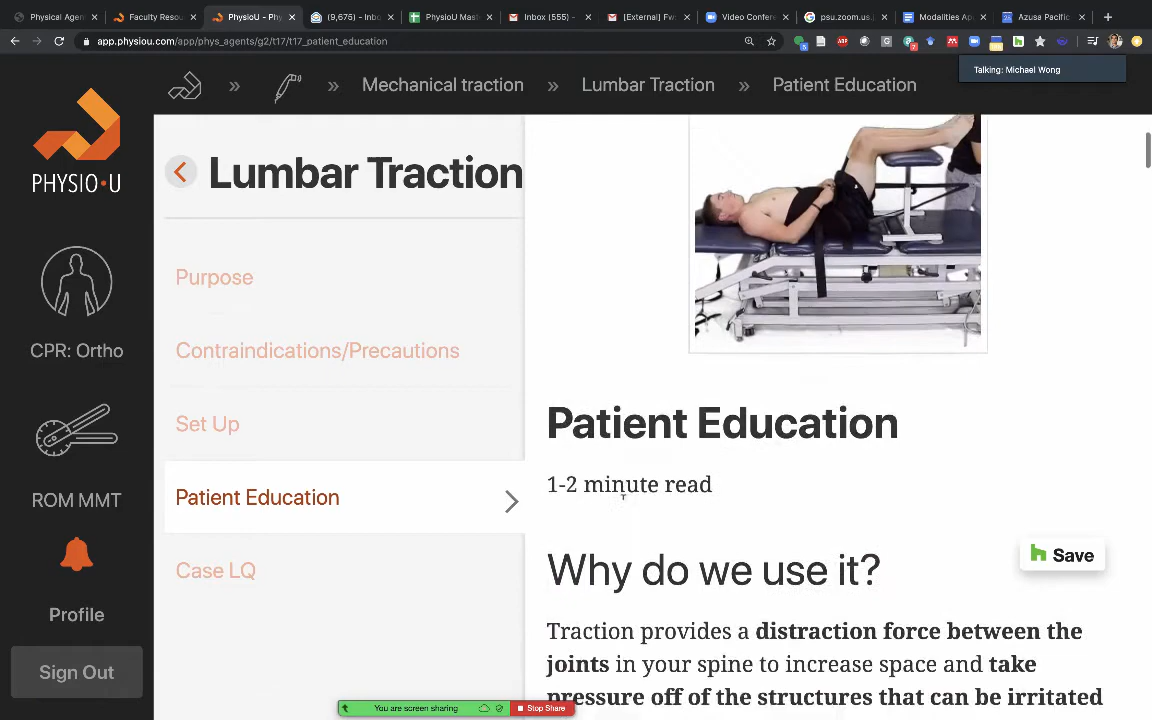 Physical Agen
Faculty Resou
PhysioU - Phy
(9,675) - Inbo
PhysioU Mast
Inbox (555) -
[External] Fw:
Video Confere
psu.zoom.us.
Modalities Ap
Azusa Pacific
app.physiou.com/app/phys_agents/g2/t17/t17_patient_education
Talking: Michael Wong
Mechanical traction » Lumbar Traction » Patient Education
PHYSIO·U
CPR: Ortho
ROM MMT
Profile
Sign Out
Lumbar Traction
Purpose
Contraindications/Precautions
Set Up
Patient Education
Case LQ
Patient Education
1-2 minute read
Why do we use it?
Save
Traction provides a distraction force between the
joints in your spine to increase space and take
pressure off of the structures that can be irritated
You are screen sharing
Stop Share